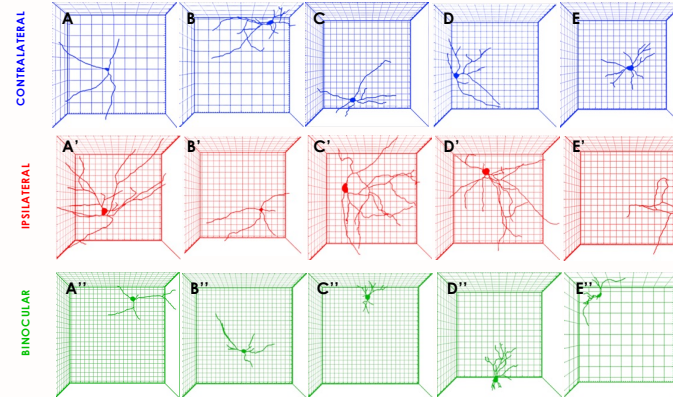 CONTRALATERAL
A B C D E
IPSILATERAL
A' B' C' D' E'
BINOCULAR
A'' B'' C'' D'' E''